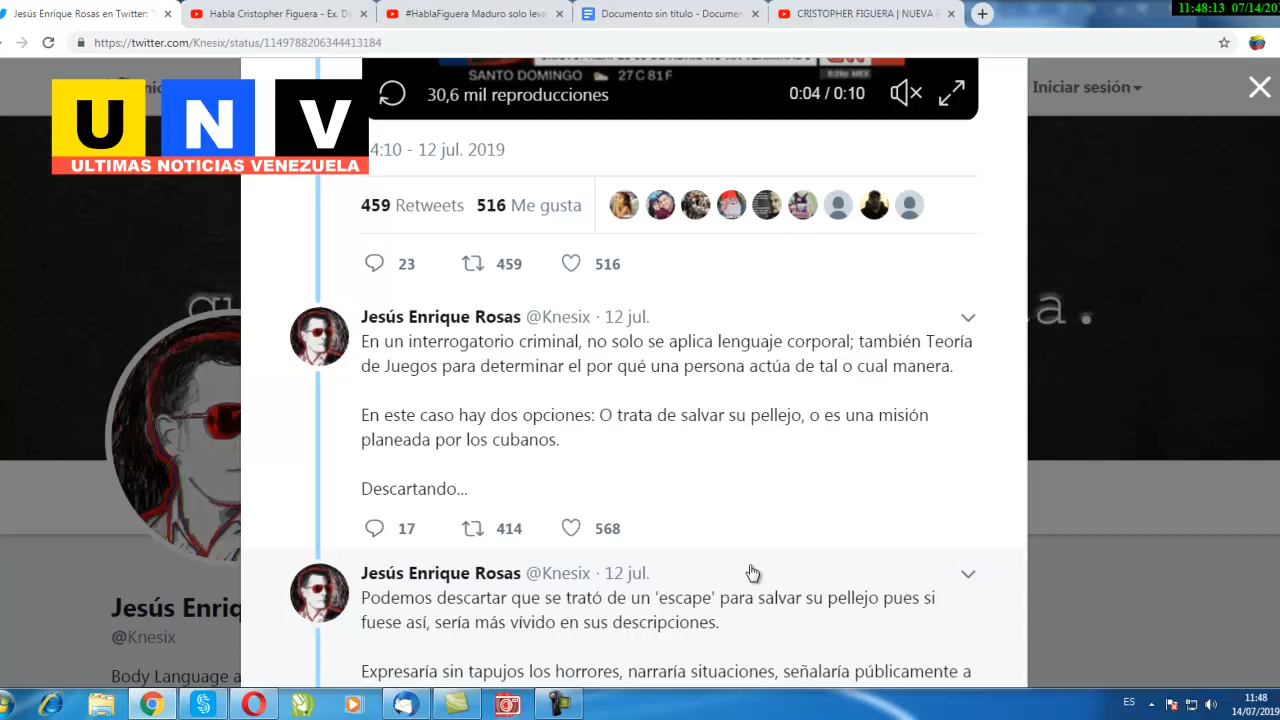 Jesús Enrique Rosas en Twitter: "
Habla Cristopher Figuera - Ex. D
#HablaFiguera Maduro solo leva
Documento sin título - Documen
CRISTOPHER FIGUERA | NUEVA
11:48:13 07/14/20
https://twitter.com/Knesix/status/1149788206344413184
SANTO DOMINGO 27C 81F
30,6 mil reproducciones
0:04 / 0:10
Iniciar sesión
U N V
ULTIMAS NOTICIAS VENEZUELA
4:10 - 12 jul. 2019
459 Retweets 516 Me gusta
23 459 516
Jesús Enrique Rosas @Knesix · 12 jul.
En un interrogatorio criminal, no solo se aplica lenguaje corporal; también Teoría
de Juegos para determinar el por qué una persona actúa de tal o cual manera.
En este caso hay dos opciones: O trata de salvar su pellejo, o es una misión
planeada por los cubanos.
Descartando...
17 414 568
Jesús Enrique Rosas @Knesix · 12 jul.
Podemos descartar que se trató de un 'escape' para salvar su pellejo pues si
fuese así, sería más vívido en sus descripciones.
Expresaría sin tapujos los horrores, narraría situaciones, señalaría públicamente a
Jesús Enriq
@Knesix
Body Language a
a.
ES
11:48
14/07/2019